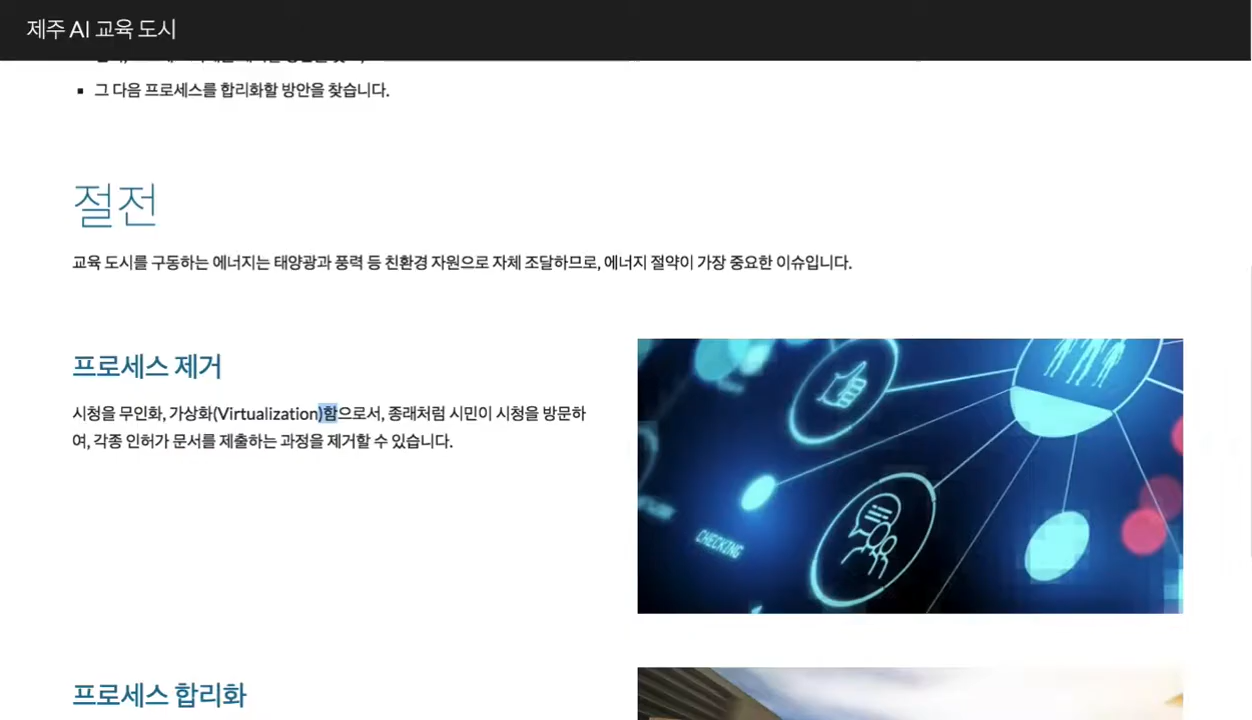 제주 AI 교육 도시
그 다음 프로세스를 합리화할 방안을 찾습니다.
절전
교육 도시를 구동하는 에너지는 태양광과 풍력 등 친환경 자원으로 자체 조달하므로, 에너지 절약이 가장 중요한 이슈입니다.
프로세스 제거
시청을 무인화, 가상화(Virtualization)함으로서, 종래처럼 시민이 시청을 방문하
여, 각종 인허가 문서를 제출하는 과정을 제거할 수 있습니다.
CHECKING
프로세스 합리화